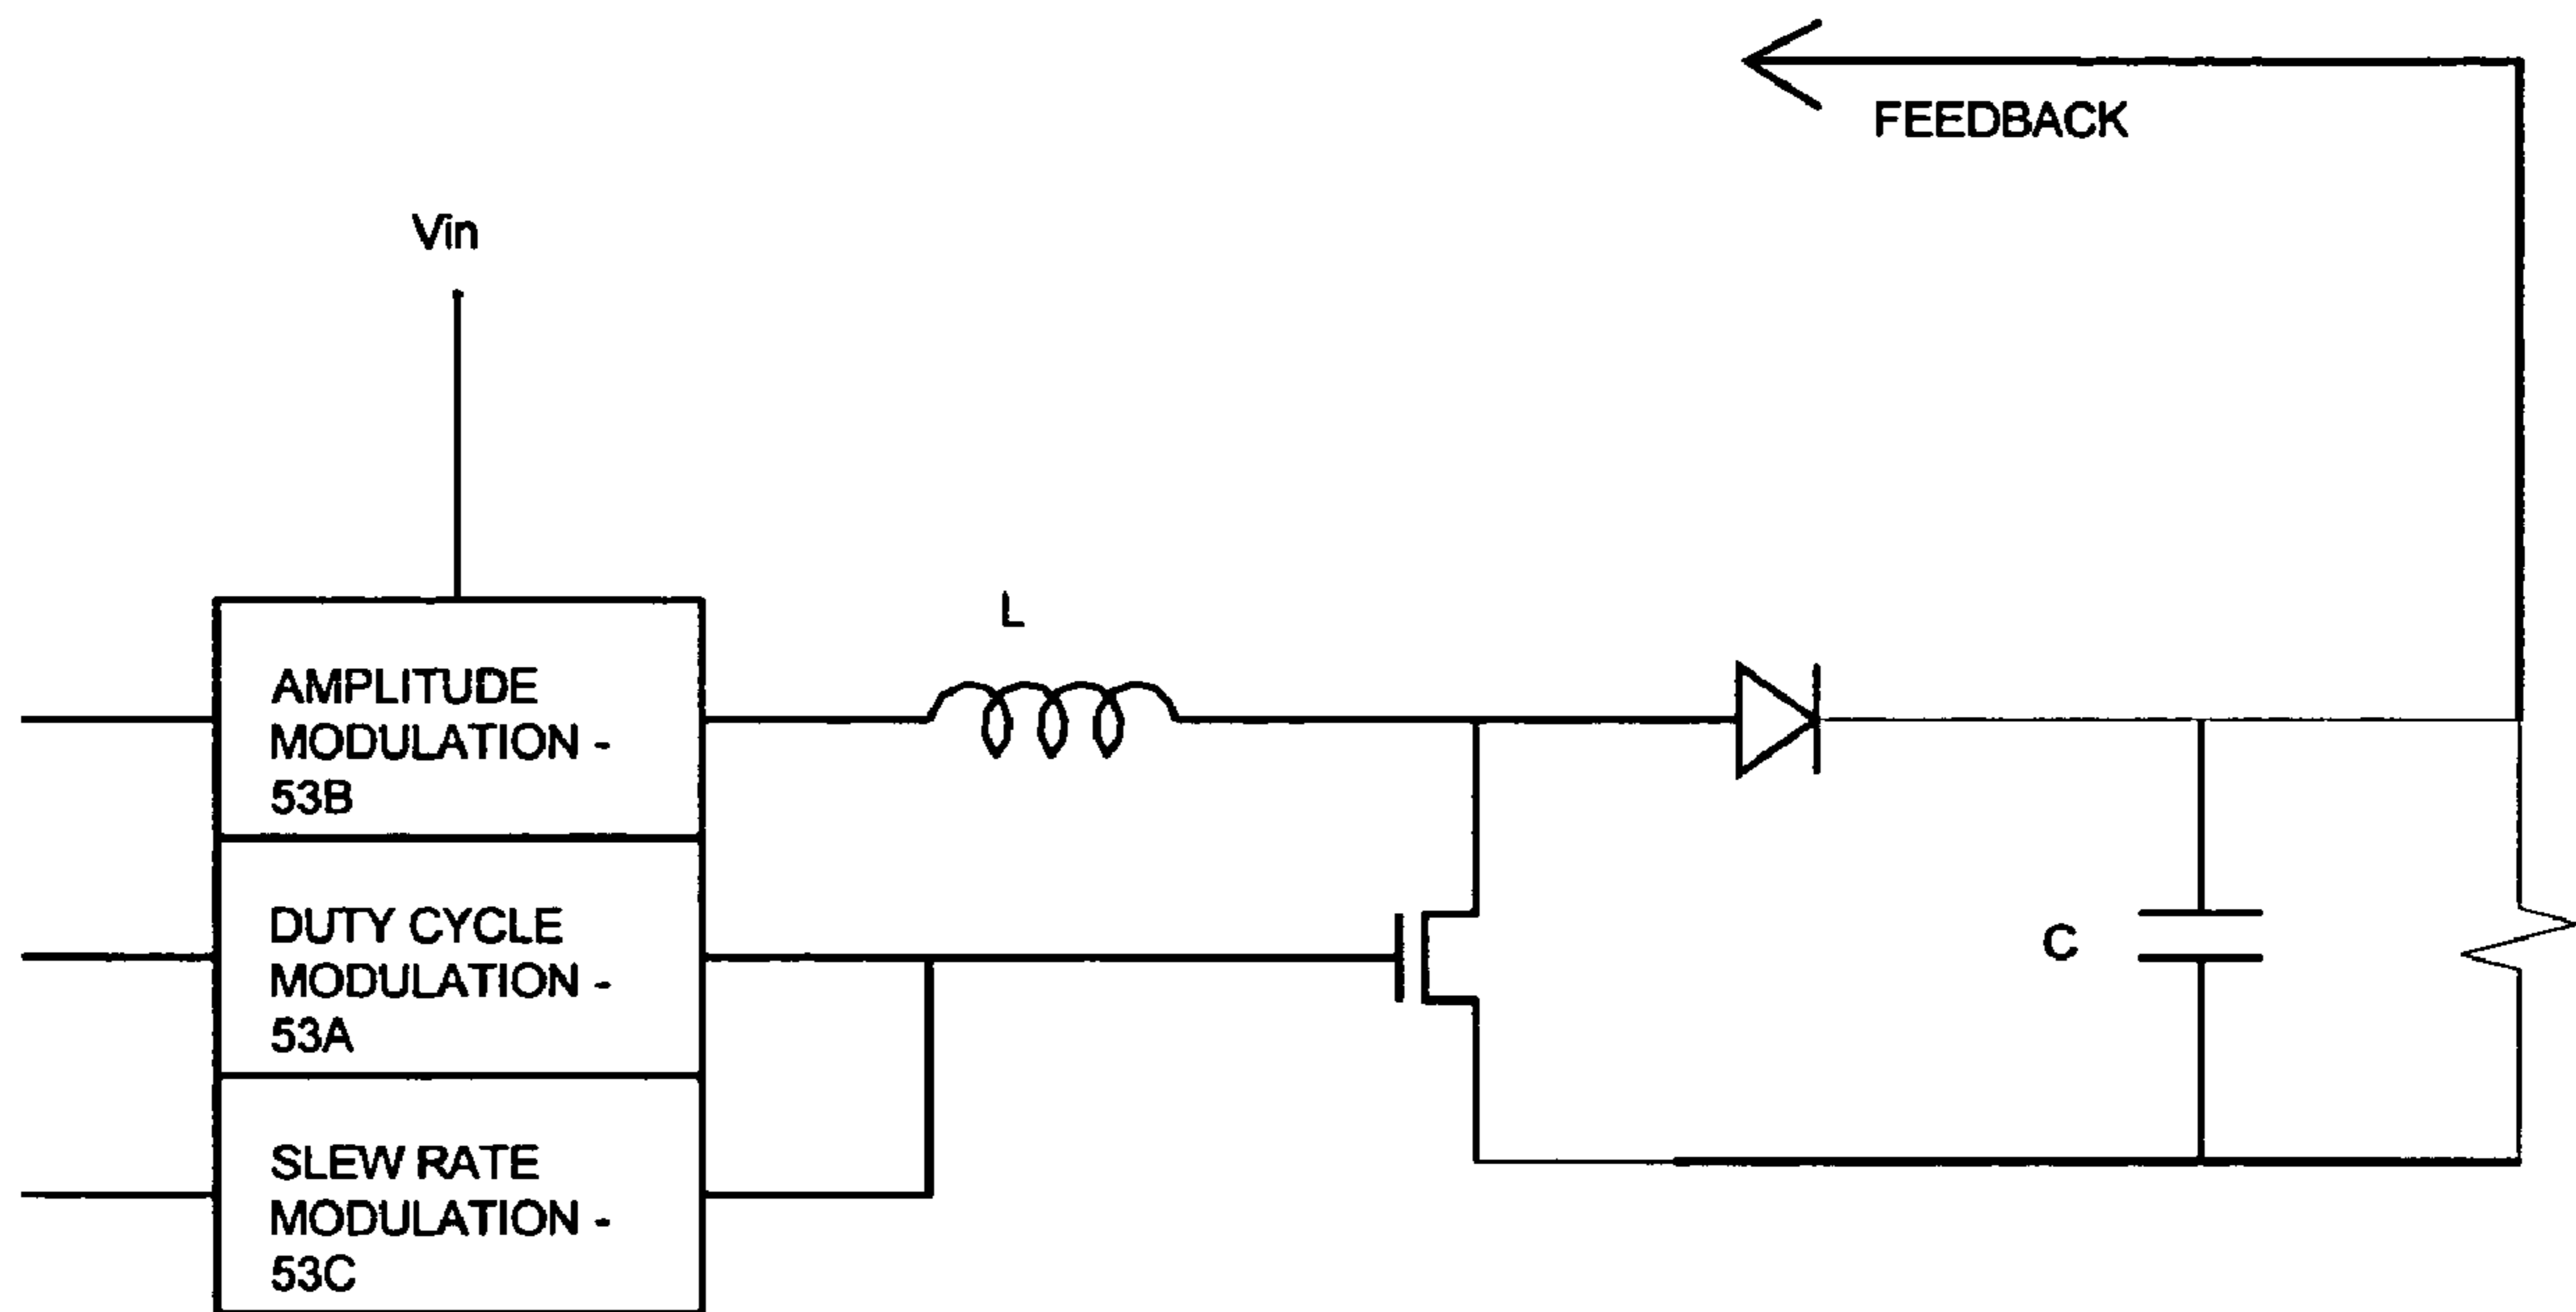 FEEDBACK
Vin
L
AMPLITUDE
MODULATION -
53B
DUTY CYCLE
MODULATION -
53A
C
SLEW RATE
MODULATION -
53C